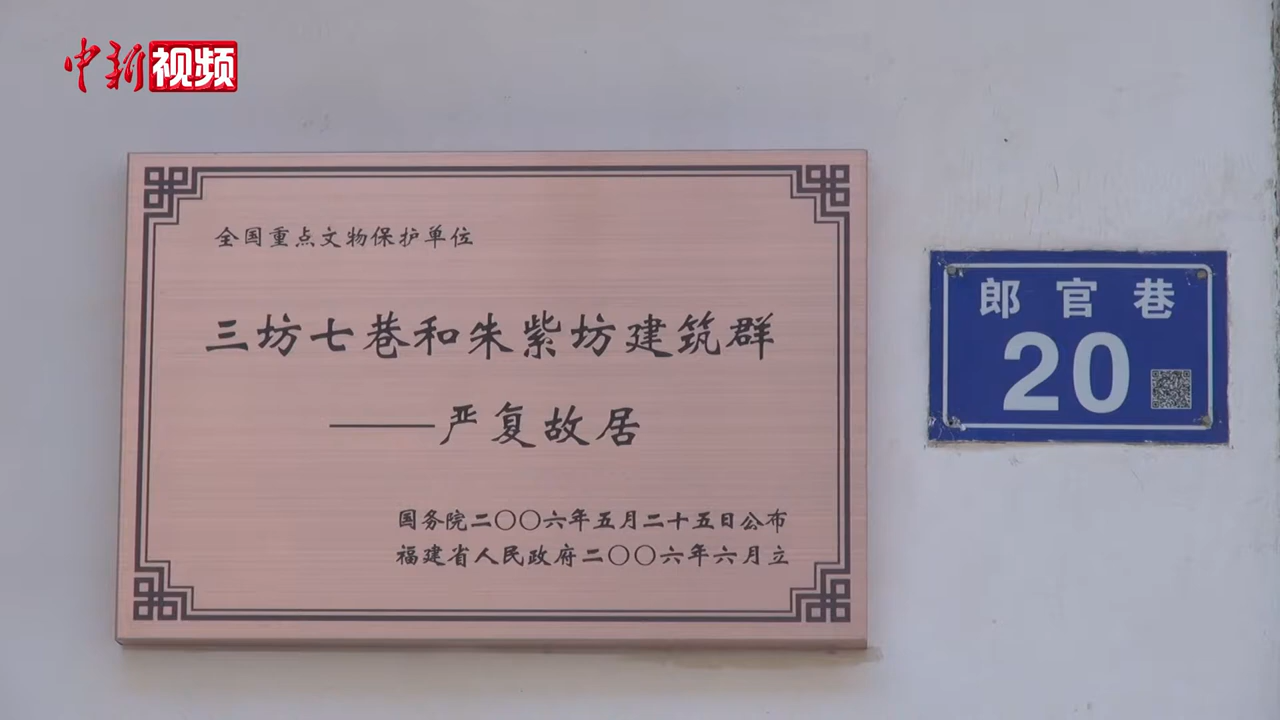 中新视频
全国重点文物保护单位
三坊七巷和朱紫坊建筑群
——严复故居
国务院二〇〇六年五月二十五日公布
福建省人民政府二〇〇六年六月立
郎官巷
20